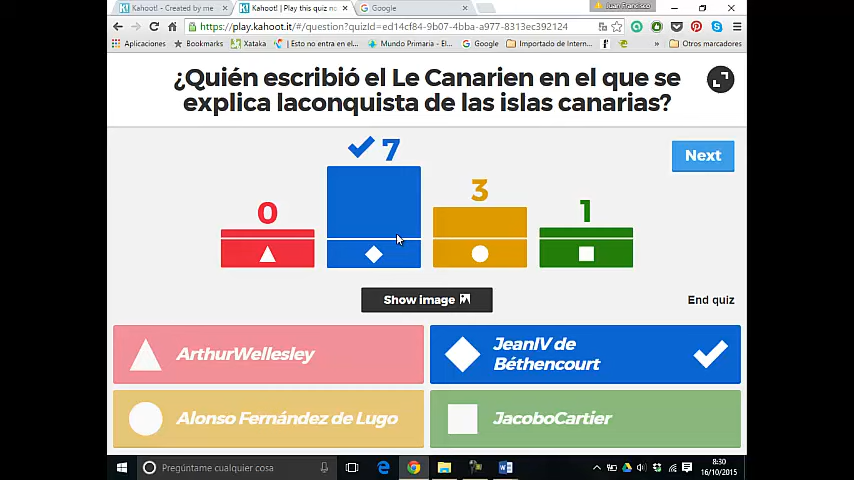 Kahoot! - Created by me
Kahoot! | Play this quiz no
Google
Juan Francisco
https://play.kahoot.it/#/question?quizId=ed14cf84-9b07-4bba-a977-8313ec392124
Aplicaciones
Bookmarks
Xataka
¿Esto no entra en el...
Mundo Primaria - El...
Google
Importado de Intern...
»
Otros marcadores
¿Quién escribió el Le Canarien en el que se
explica laconquista de las islas canarias?
Next
0
7
3
1
Show image
End quiz
ArthurWellesley
JeanIV de
Béthencourt
Alonso Fernández de Lugo
JacoboCartier
Pregúntame cualquier cosa
8:30
16/10/2015